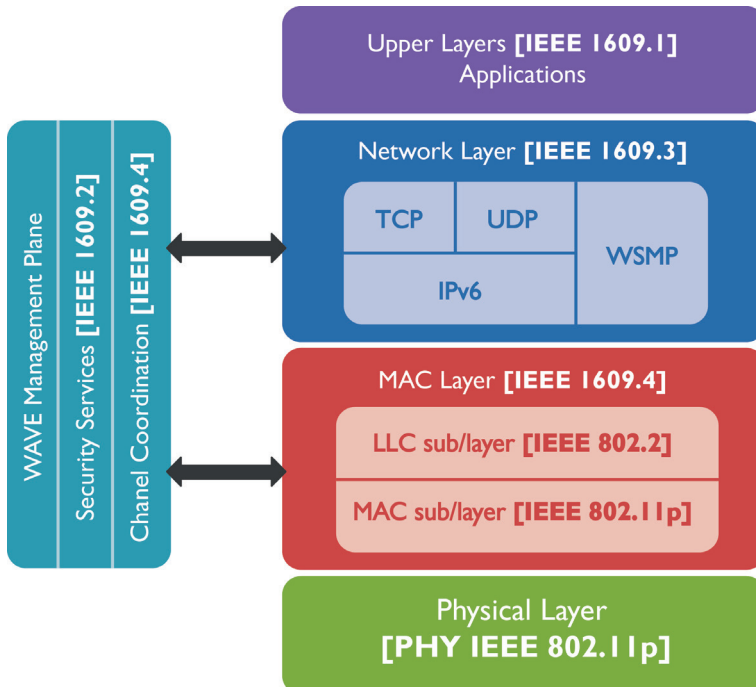 Upper Layers [IEEE 1609.1]
Applications
WAVE Management Plane
Security Services [IEEE 1609.2]
Chanel Coordination [IEEE 1609.4]
Network Layer [IEEE 1609.3]
TCP
UDP
WSMP
IPv6
MAC Layer [IEEE 1609.4]
LLC sub/layer [IEEE 802.2]
MAC sub/layer [IEEE 802.11p]
Physical Layer
[PHY IEEE 802.11p]